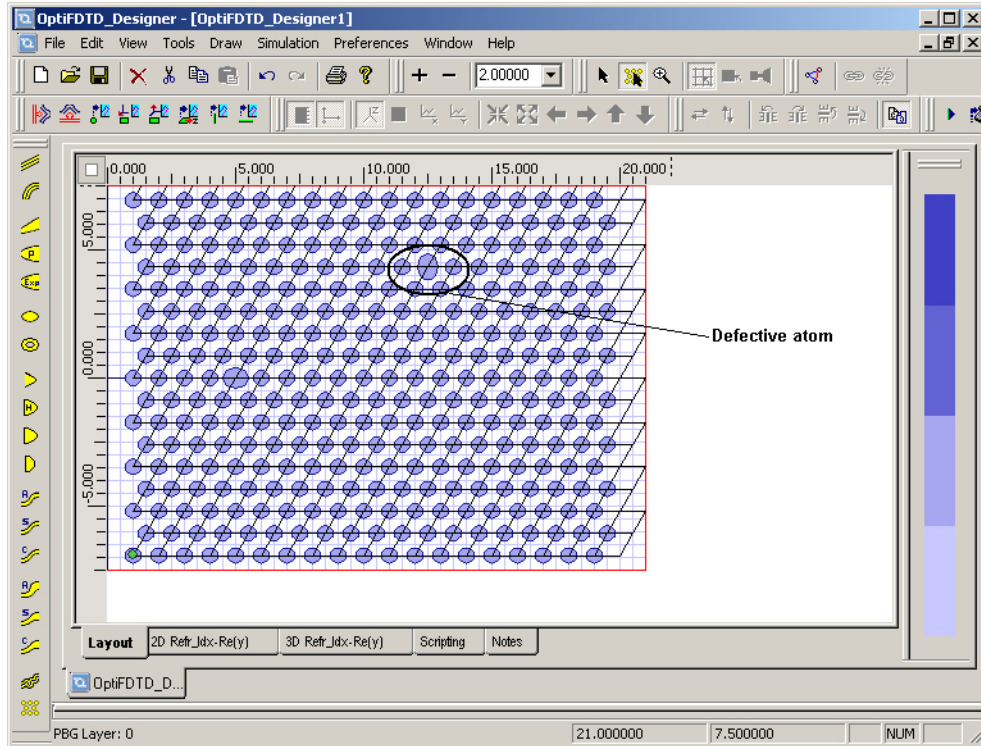 OptiFDTD_Designer - [OptiFDTD_Designer1]
File Edit View Tools Draw Simulation Preferences Window Help
2.00000
0.000 5.000 10.000 15.000 20.000
5.000
0.000
-5.000
P
Exp
H
A
S
C
A
S
C
Defective atom
Layout 2D Refr_Idx-Re(y) 3D Refr_Idx-Re(y) Scripting Notes
OptiFDTD_D...
PBG Layer: 0 21.000000 7.500000 NUM